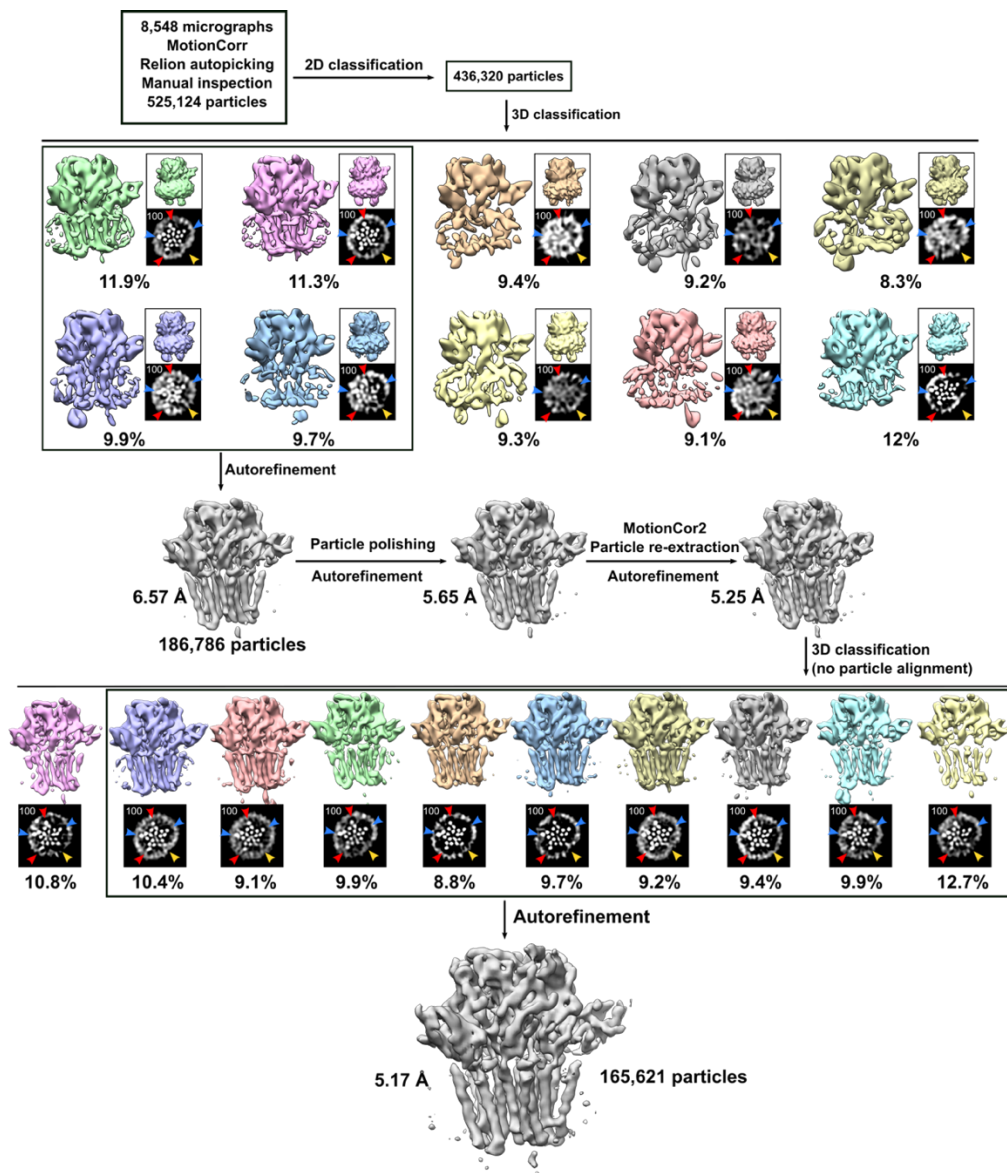 8,548 micrographs
MotionCorr
Relion autopicking
Manual inspection
525,124 particles
2D classification
436,320 particles
3D classification
100
100
100
100
100
11.9%
11.3%
9.4%
9.2%
8.3%
100
100
100
100
100
9.9%
9.7%
9.3%
9.1%
12%
Autorefinement
Particle polishing
Autorefinement
MotionCor2
Particle re-extraction
Autorefinement
6.57 Å
5.65 Å
5.25 Å
186,786 particles
3D classification
(no particle alignment)
100
100
100
100
100
100
100
100
100
100
10.8%
10.4%
9.1%
9.9%
8.8%
9.7%
9.2%
9.4%
9.9%
12.7%
Autorefinement
5.17 Å
165,621 particles